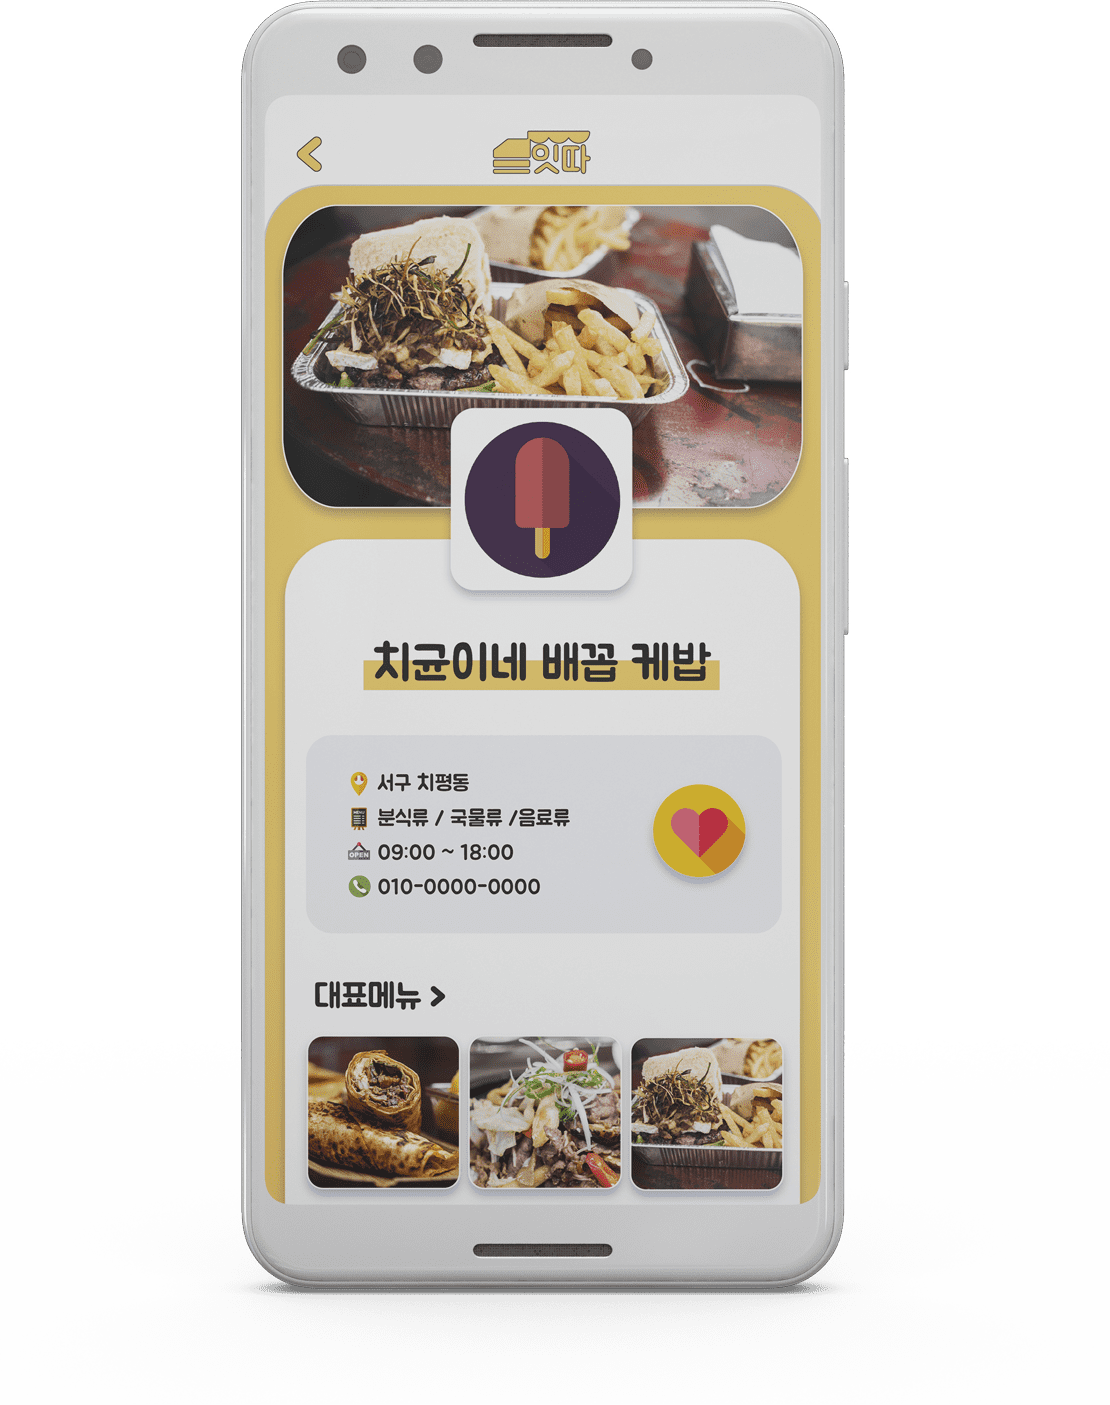 잇따
치균이네 배꼽 케밥
서구 치평동
분식류 / 국물류 /음료류
OPEN 09:00 ~ 18:00
010-0000-0000
대표메뉴 >